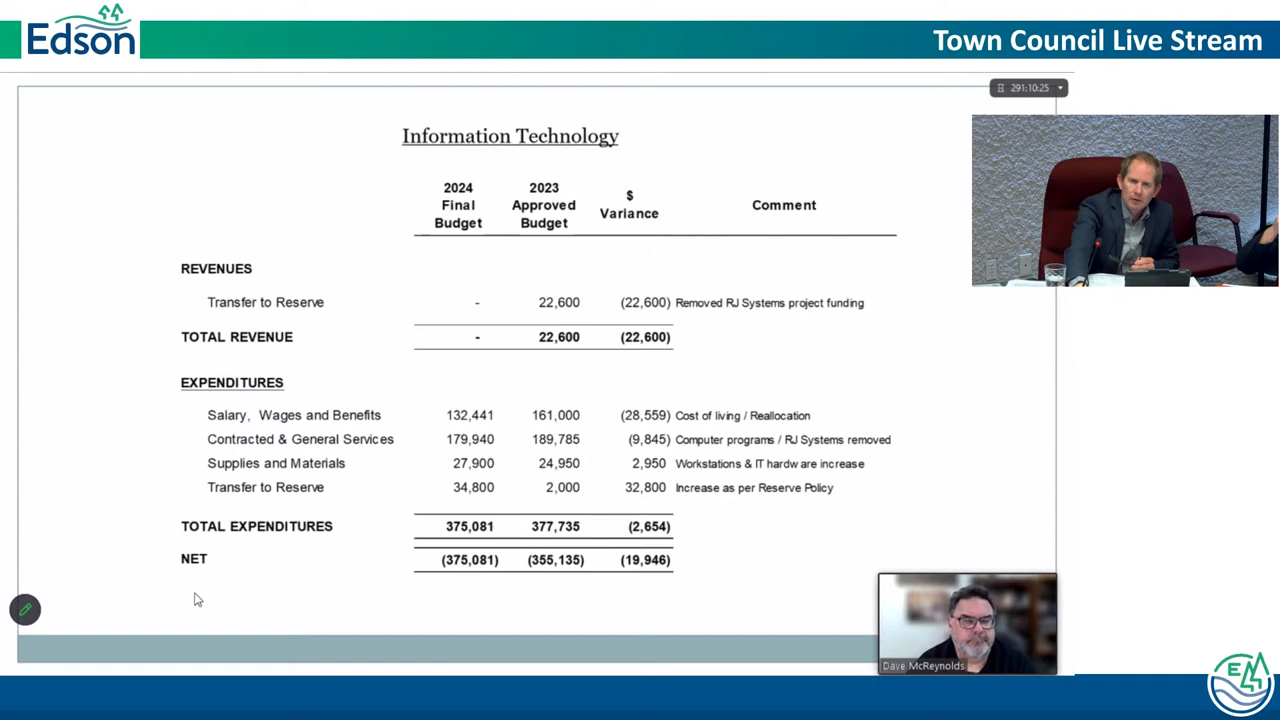 Edson
Town Council Live Stream
291:10:25
Information Technology
2024 Final Budget
2023 Approved Budget
$ Variance
Comment
REVENUES
Transfer to Reserve - 22,600 (22,600) Removed RJ Systems project funding
TOTAL REVENUE - 22,600 (22,600)
EXPENDITURES
Salary, Wages and Benefits 132,441 161,000 (28,559) Cost of living / Reallocation
Contracted & General Services 179,940 189,785 (9,845) Computer programs / RJ Systems removed
Supplies and Materials 27,900 24,950 2,950 Workstations & IT hardware increase
Transfer to Reserve 34,800 2,000 32,800 Increase as per Reserve Policy
TOTAL EXPENDITURES 375,081 377,735 (2,654)
NET (375,081) (355,135) (19,946)
Dave McReynolds